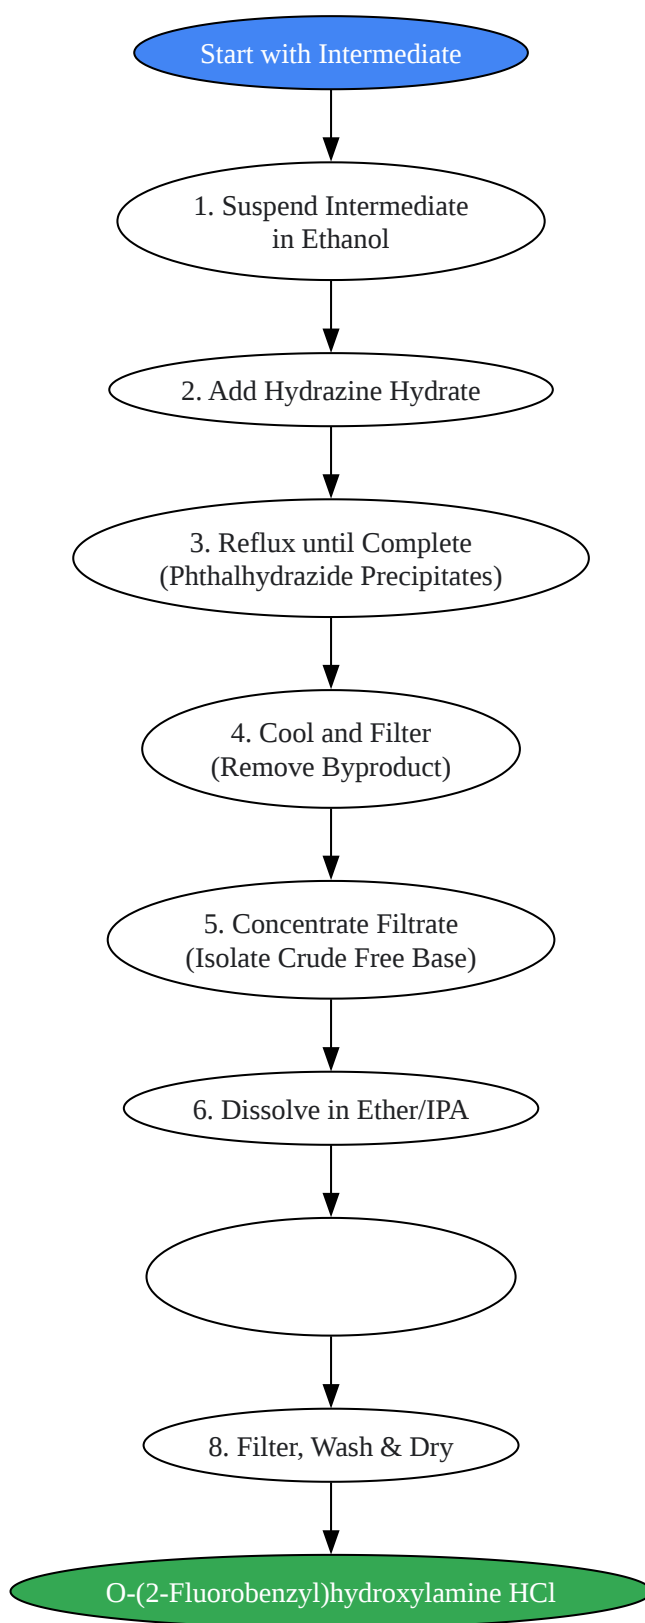 Start with Intermediate
1. Suspend Intermediate
in Ethanol
2. Add Hydrazine Hydrate
3. Reflux until Complete
(Phthalhydrazide Precipitates)
4. Cool and Filter
(Remove Byproduct)
5. Concentrate Filtrate
(Isolate Crude Free Base)
6. Dissolve in Ether/IPA
8. Filter, Wash & Dry
O-(2-Fluorobenzyl)hydroxylamine HCl